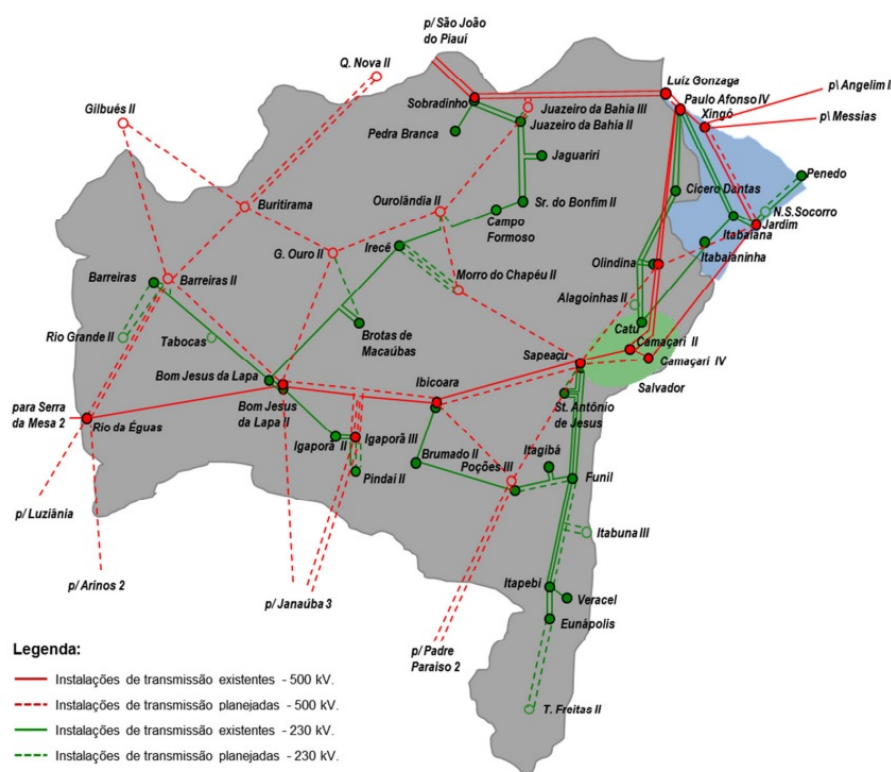 p/ São João
do Piauí
Q. Nova II
Gilbués II
Luíz Gonzaga
Paulo Afonso IV
Xingó
p\ Angelim I
p\ Messias
Sobradinho
Juazeiro da Bahia III
Juazeiro da Bahia II
Pedra Branca
Jaguariri
Penedo
Cícero Dantas
Buritirama
Ourolândia II
Sr. do Bonfim II
Campo
Formoso
N.S.Socorro
Jardim
Itabaiana
Itabaianinha
G. Ouro II
Irecê
Morro do Chapéu II
Olindina
Barreiras
Barreiras II
Alagoinhas II
Rio Grande II
Tabocas
Brotas de
Macaúbas
Catu
Camaçari II
Camaçari IV
Sapeaçu
Salvador
Bom Jesus da Lapa
Ibicoara
Bom Jesus
da Lapa II
St. Antônio
de Jesus
para Serra
da Mesa 2
Rio da Éguas
Igaporã II
Igaporã III
Brumado II
Itagibá
Poções III
Pindaí II
Funil
p/ Luziânia
Itabuna III
p/ Arinos 2
p/ Janaúba 3
Itapebi
Veracel
Eunápolis
p/ Padre
Paraiso 2
T. Freitas II
Legenda:
Instalações de transmissão existentes - 500 kV.
Instalações de transmissão planejadas - 500 kV.
Instalações de transmissão existentes - 230 kV.
Instalações de transmissão planejadas - 230 kV.